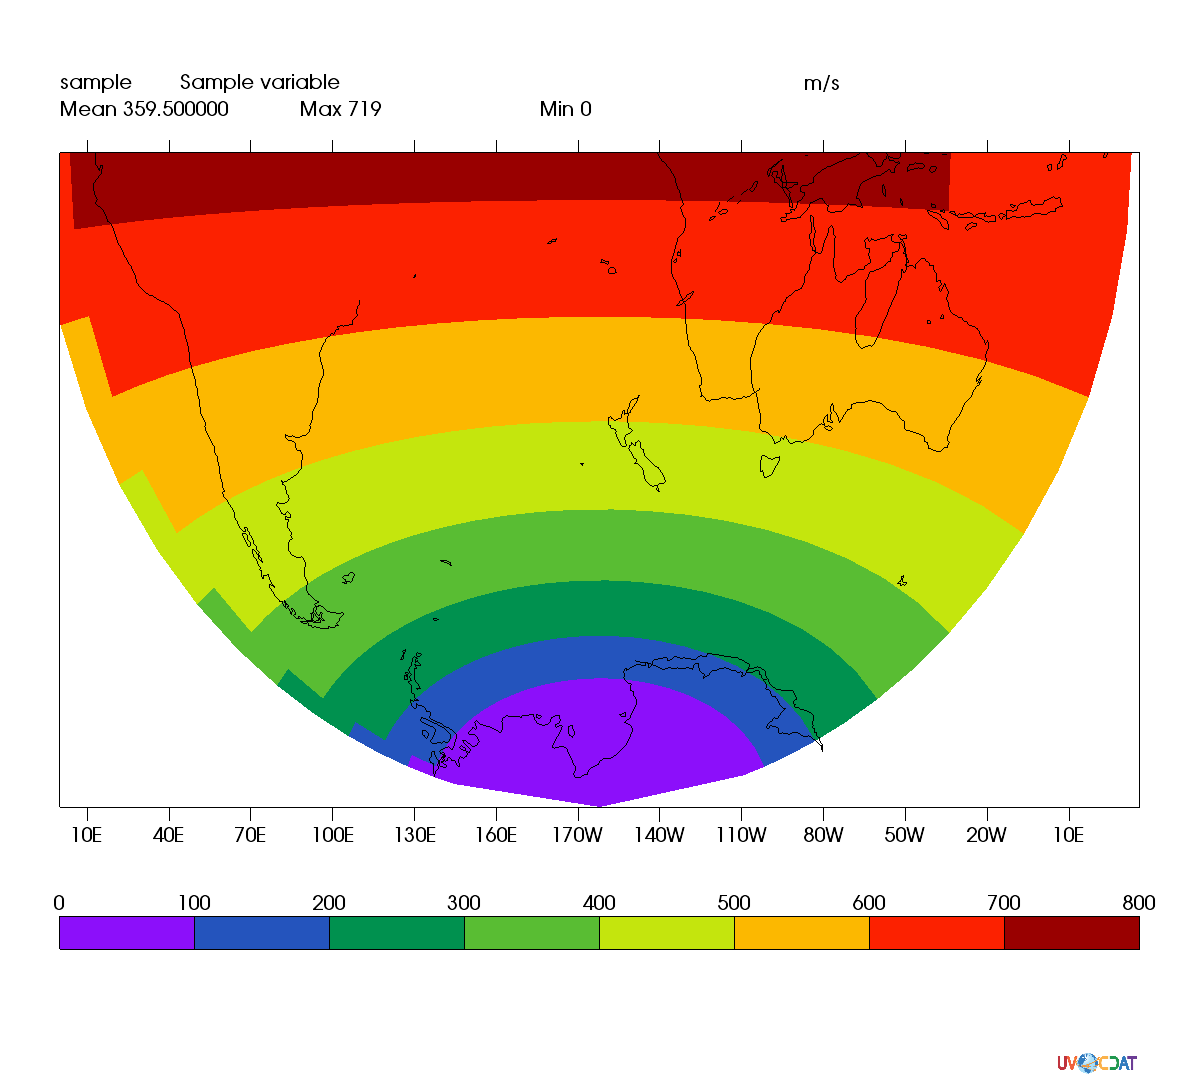 sample Sample variable m/s
Mean 359.500000 Max 719 Min 0
10E 40E 70E 100E 130E 160E 170W 140W 110W 80W 50W 20W 10E
0 100 200 300 400 500 600 700 800
UV CDAT